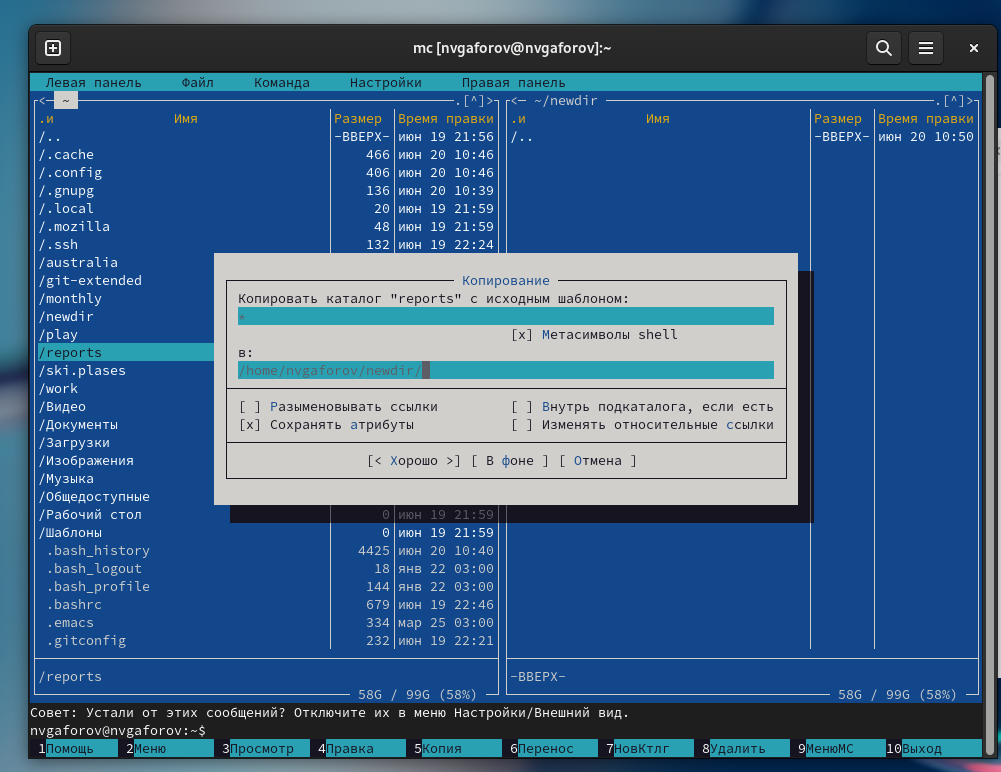 mc [nvgaforov@nvgaforov]:~
Левая панель Файл Команда Настройки Правая панель
<─ ~ .[^]> <─ ~/newdir .[^]>
.и Имя Размер Время правки .и Имя Размер Время правки
/.. -ВВЕРХ- июн 19 21:56 /.. -ВВЕРХ- июн 20 10:50
/.cache 466 июн 20 10:46
/.config 406 июн 20 10:46
/.gnupg 136 июн 20 10:39
/.local 20 июн 19 21:59
/.mozilla 48 июн 19 21:59
/.ssh 132 июн 19 22:24
/australia
/git-extended
/monthly
/newdir
/play
/reports
/ski.plases
/work
/Видео
/Документы
/Загрузки
/Изображения
/Музыка
/Общедоступные
/Рабочий стол 0 июн 19 21:59
/Шаблоны 0 июн 19 21:59
.bash_history 4425 июн 20 10:40
.bash_logout 18 янв 22 03:00
.bash_profile 144 янв 22 03:00
.bashrc 679 июн 19 22:46
.emacs 334 мар 25 03:00
.gitconfig 232 июн 19 22:21
Копирование
Копировать каталог "reports" с исходным шаблоном:
*
[x] Метасимволы shell
в:
/home/nvgaforov/newdir/
[ ] Разыменовывать ссылки [ ] Внутрь подкаталога, если есть
[x] Сохранять атрибуты [ ] Изменять относительные ссылки
[< Хорошо >] [ В фоне ] [ Отмена ]
/reports -ВВЕРХ-
58G / 99G (58%) 58G / 99G (58%)
Совет: Устали от этих сообщений? Отключите их в меню Настройки/Внешний вид.
nvgaforov@nvgaforov:~$
1Помощь 2Меню 3Просмотр 4Правка 5Копия 6Перенос 7НовКтлг 8Удалить 9МенюMC 10Выход